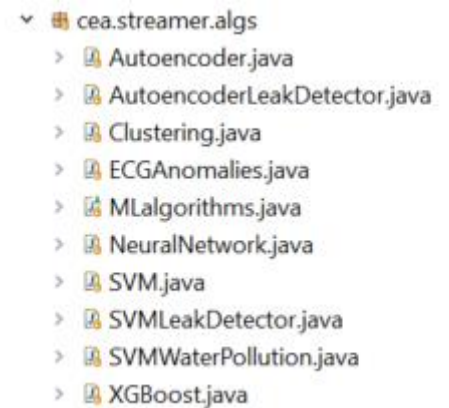 cea.streamer.algs
Autoencoder.java
AutoencoderLeakDetector.java
Clustering.java
ECGAnomalies.java
MLalgorithms.java
NeuralNetwork.java
SVM.java
SVMLeakDetector.java
SVMWaterPollution.java
XGBoost.java